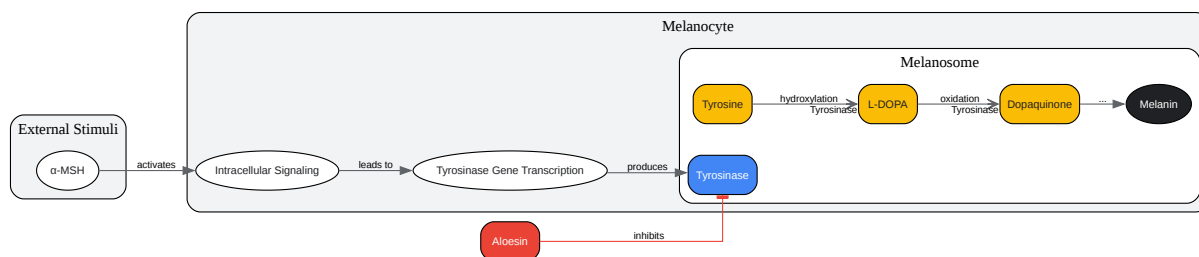 Melanocyte
Melanosome
Tyrosine
hydroxylation
Tyrosinase
L-DOPA
oxidation
Tyrosinase
Dopaquinone
...
Melanin
External Stimuli
α-MSH
activates
Intracellular Signaling
leads to
Tyrosinase Gene Transcription
produces
Tyrosinase
Aloesin
inhibits